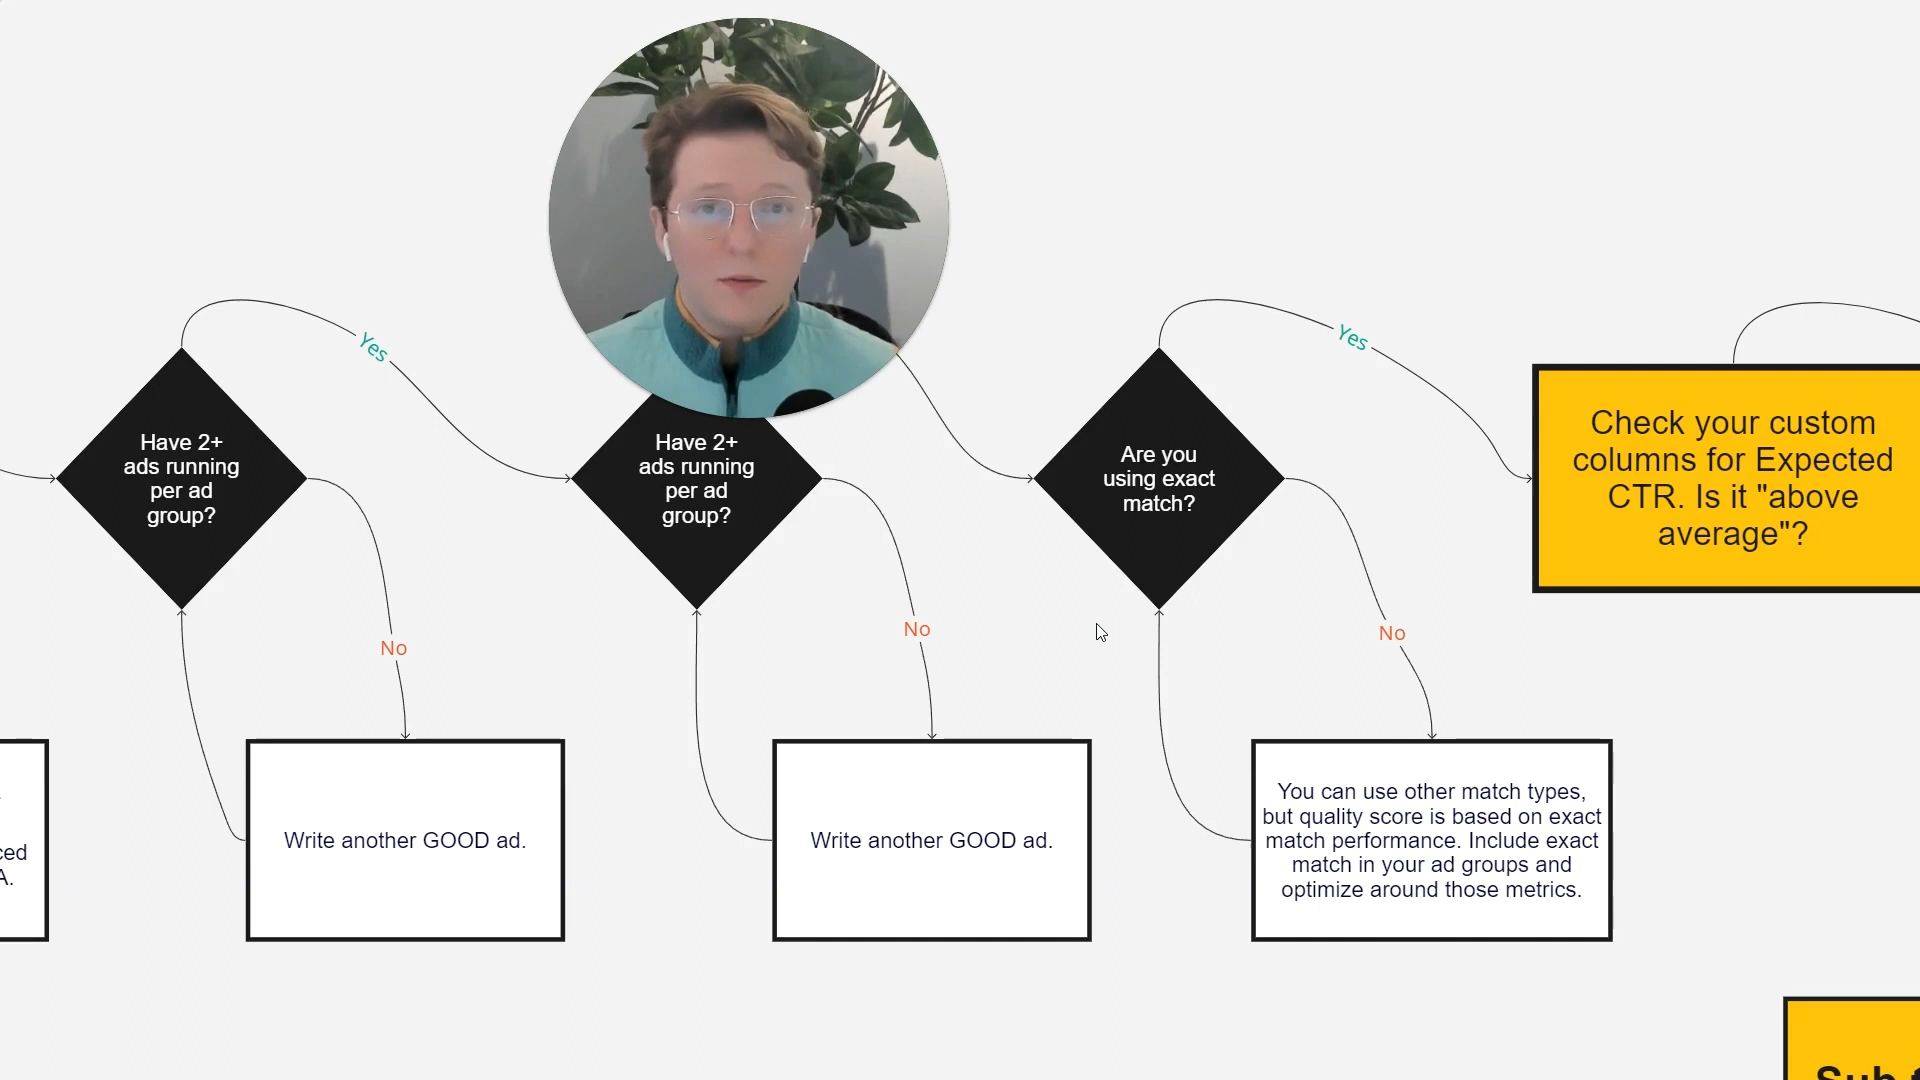 Yes
Yes
Have 2+
ads running
per ad
group?
Have 2+
ads running
per ad
group?
Are you
using exact
match?
Check your custom
columns for Expected
CTR. Is it "above
average"?
No
No
No
ced
A.
Write another GOOD ad.
Write another GOOD ad.
You can use other match types,
but quality score is based on exact
match performance. Include exact
match in your ad groups and
optimize around those metrics.
Sub